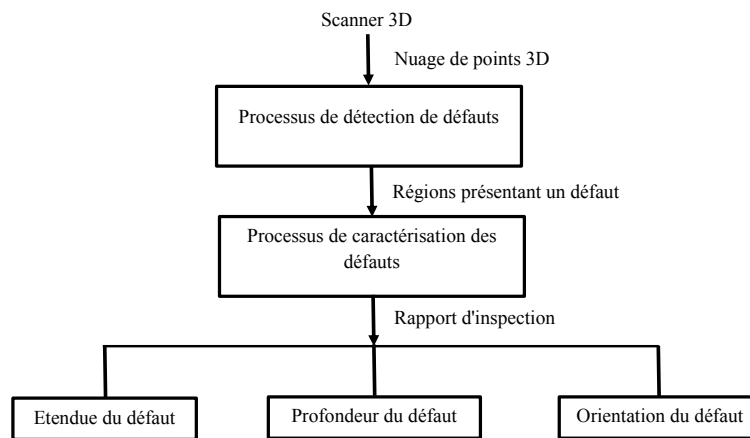 Scanner 3D
Nuage de points 3D
Processus de détection de défauts
Régions présentant un défaut
Processus de caractérisation des
défauts
Rapport d'inspection
Etendue du défaut
Profondeur du défaut
Orientation du défaut